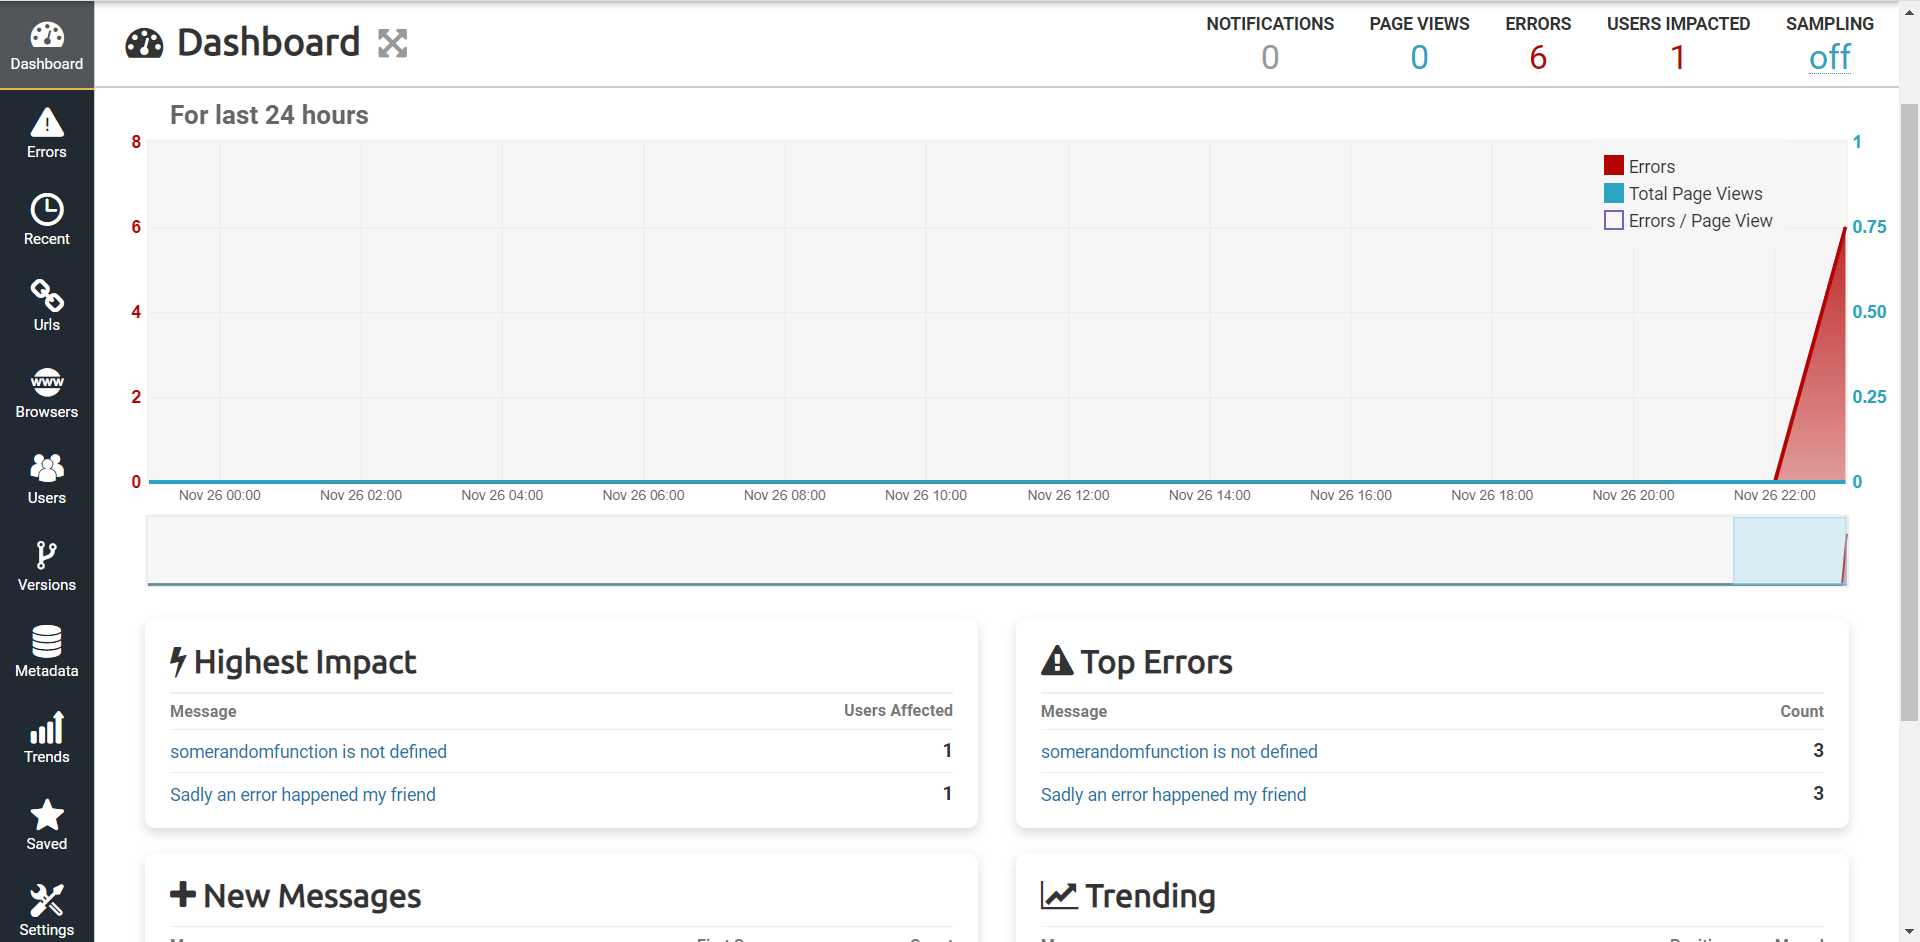 Dashboard
Errors
Recent
Urls
www
Browsers
Users
Versions
Metadata
Trends
Saved
Settings
Dashboard
NOTIFICATIONS PAGE VIEWS ERRORS USERS IMPACTED SAMPLING
0 0 6 1 off
For last 24 hours
8 1
6 0.75
4 0.50
2 0.25
0 0
Errors
Total Page Views
Errors / Page View
Nov 26 00:00 Nov 26 02:00 Nov 26 04:00 Nov 26 06:00 Nov 26 08:00 Nov 26 10:00 Nov 26 12:00 Nov 26 14:00 Nov 26 16:00 Nov 26 18:00 Nov 26 20:00 Nov 26 22:00
Highest Impact
Message Users Affected
somerandomfunction is not defined 1
Sadly an error happened my friend 1
Top Errors
Message Count
somerandomfunction is not defined 3
Sadly an error happened my friend 3
New Messages
Trending